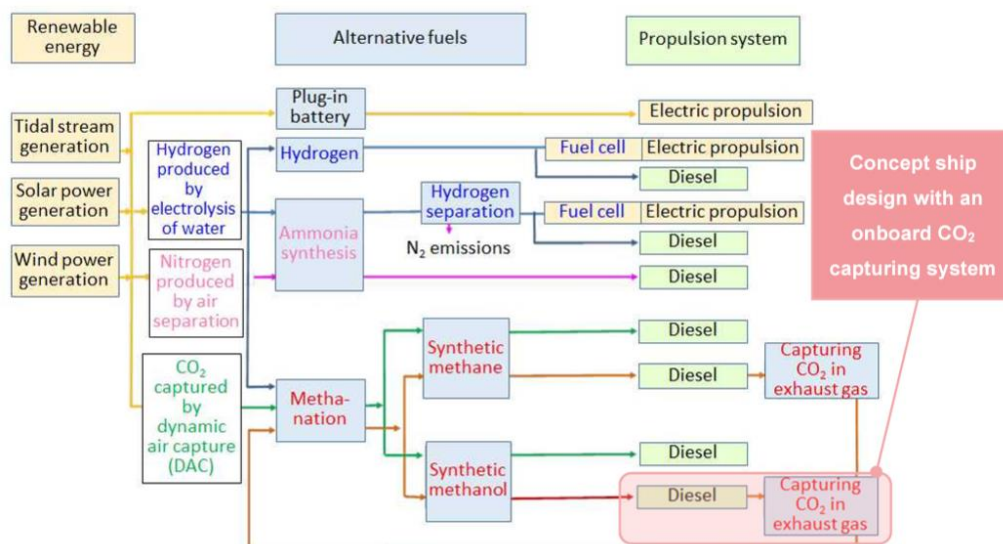 Renewable
energy
Alternative fuels
Propulsion system
Plug-in
battery
Electric propulsion
Tidal stream
generation
Solar power
generation
Wind power
generation
Hydrogen
produced
by
electrolysis
of water
Nitrogen
produced
by air
separation
CO₂
captured
by
dynamic
air capture
(DAC)
Hydrogen
Fuel cell
Electric propulsion
Diesel
Ammonia
synthesis
Hydrogen
separation
N₂ emissions
Fuel cell
Electric propulsion
Diesel
Diesel
Metha-
nation
Synthetic
methane
Diesel
Diesel
Capturing
CO₂ in
exhaust gas
Synthetic
methanol
Diesel
Diesel
Capturing
CO₂ in
exhaust gas
Concept ship
design with an
onboard CO₂
capturing system